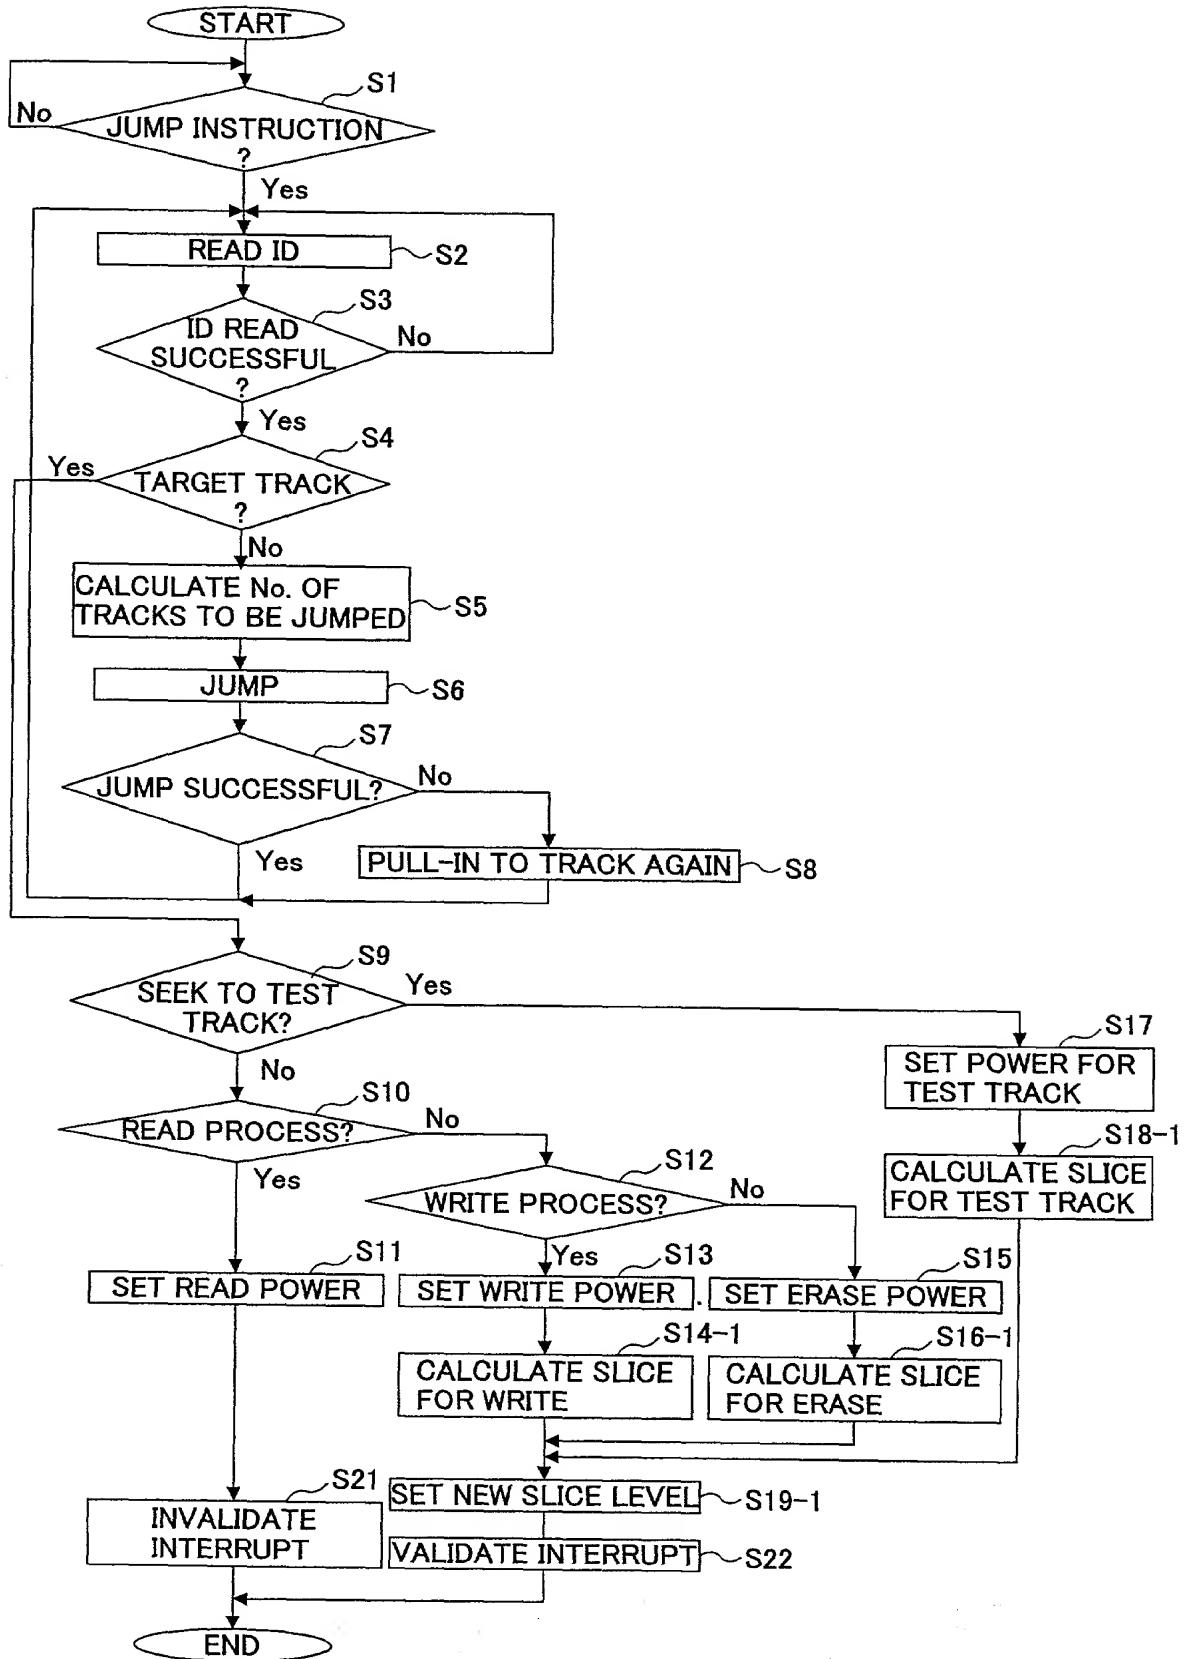 START
S1
No
JUMP INSTRUCTION
?
Yes
READ ID
S2
S3
ID READ
SUCCESSFUL
?
No
Yes
S4
Yes
TARGET TRACK
?
No
CALCULATE No. OF
TRACKS TO BE JUMPED
S5
JUMP
S6
S7
JUMP SUCCESSFUL?
No
Yes
PULL-IN TO TRACK AGAIN
S8
S9
SEEK TO TEST
TRACK?
Yes
No
S17
SET POWER FOR
TEST TRACK
S10
READ PROCESS?
No
Yes
S18-1
CALCULATE SLICE
FOR TEST TRACK
S12
WRITE PROCESS?
No
Yes
S11
SET READ POWER
S13
SET WRITE POWER
S15
SET ERASE POWER
S14-1
CALCULATE SLICE
FOR WRITE
S16-1
CALCULATE SLICE
FOR ERASE
S21
INVALIDATE
INTERRUPT
SET NEW SLICE LEVEL
S19-1
VALIDATE INTERRUPT
S22
END